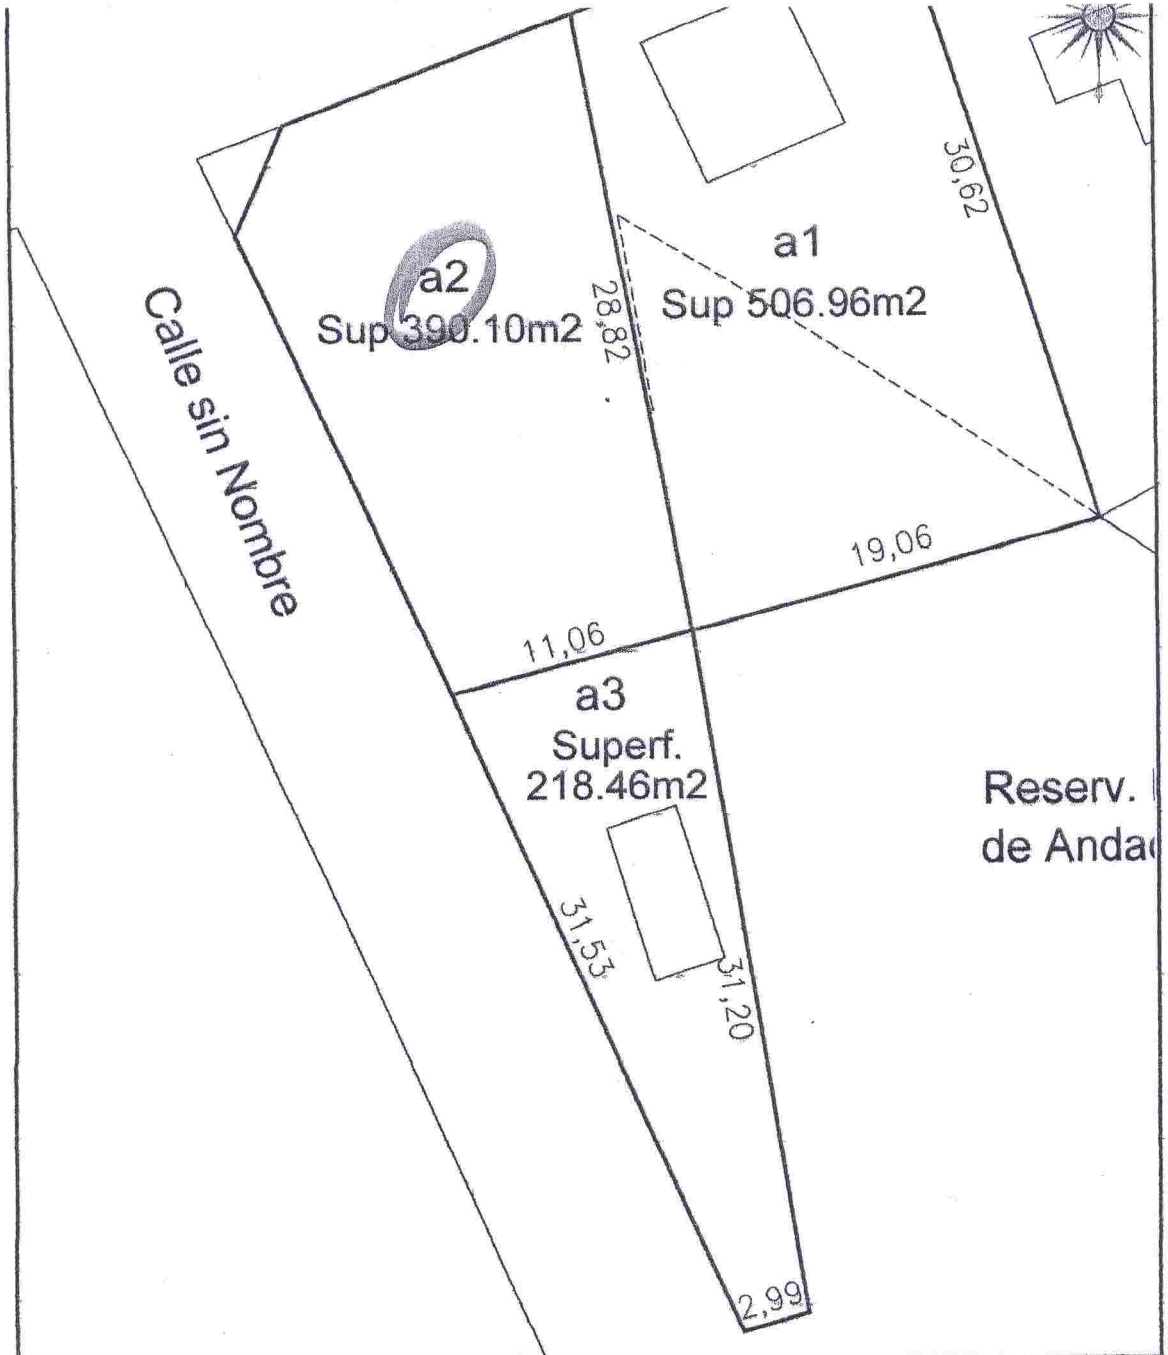 30,62
a1
Sup 506.96m2
a2
Sup 390.10m2
28,82
Calle sin Nombre
19,06
11,06
a3
Superf.
218.46m2
Reserv.
de
31,53
31,20
2,99